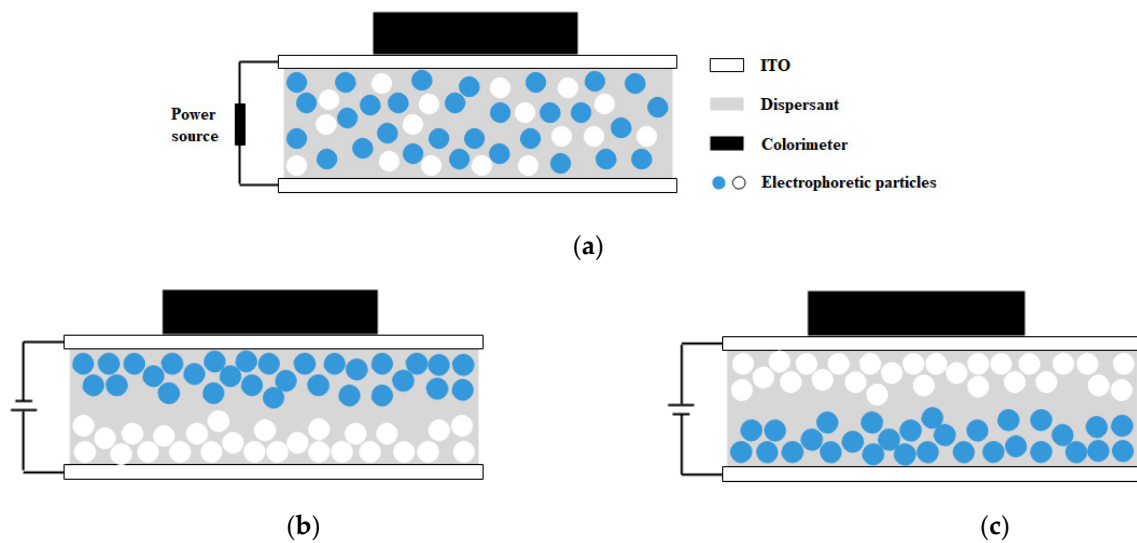 ITO
Dispersant
Power
source
Colorimeter
Electrophoretic particles
(a)
(b)
(c)